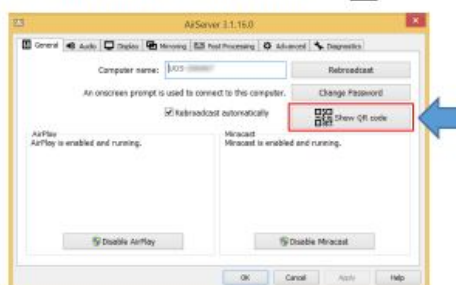 AirServer 3.1.16.0
General Audio Display Mirroring Post Processing Advanced Diagnostics
Computer name: UOS- Rebroadcast
An onscreen prompt is used to connect to this computer. Change Password
Rebroadcast automatically Show QR code
AirPlay Miracast
AirPlay is enabled and running. Miracast is enabled and running.
Disable AirPlay Disable Miracast
OK Cancel Apply Help